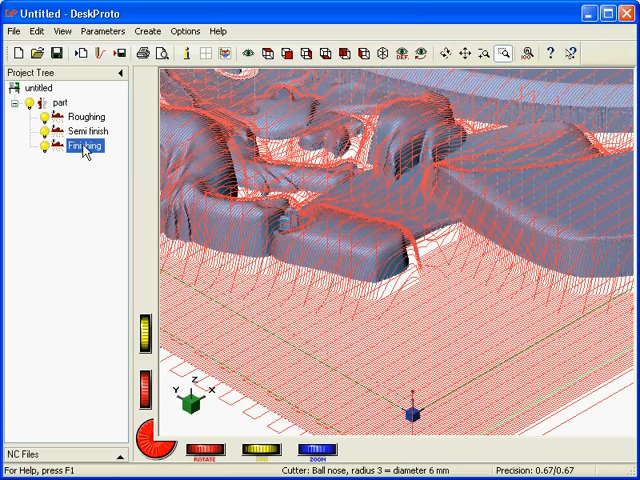 Untitled - DeskProto
File Edit View Parameters Create Options Help
DEF.
100
Project Tree
untitled
part
Roughing
Semi finish
Finishing
Z
Y X
ROTATE ZOOM
NC Files
For Help, press F1 Cutter: Ball nose, radius 3 = diameter 6 mm Precision: 0.67/0.67